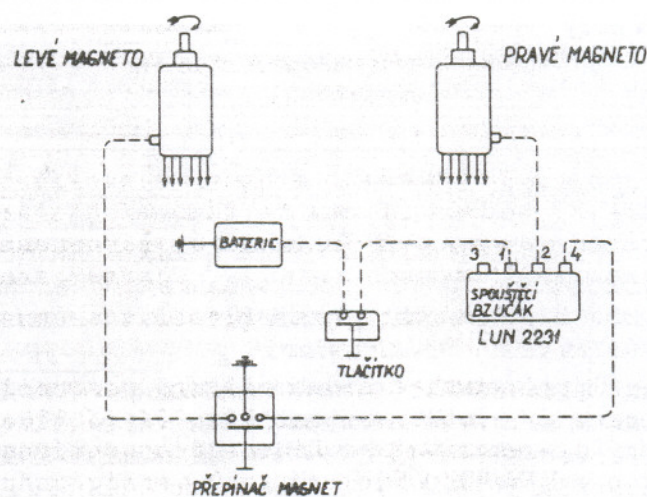 LEVÉ MAGNETO
PRAVÉ MAGNETO
BATERIE
3 1 2 4
SPOUŠTĚCÍ
BZUČÁK
LUN 2231
TLAČÍTKO
PŘEPÍNAČ MAGNET